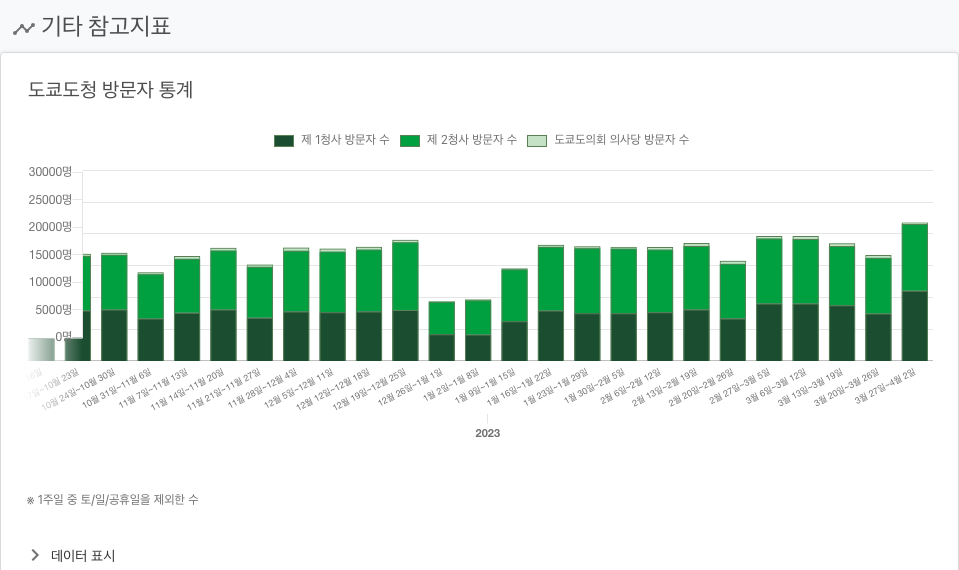 기타 참고지표
도쿄도청 방문자 통계
제 1청사 방문자 수 제 2청사 방문자 수 도쿄도의회 의사당 방문자 수
30000명
25000명
20000명
15000명
10000명
5000명
0명
10월 23일
10월 24일~10월 30일
10월 31일~11월 6일
11월 7일~11월 13일
11월 14일~11월 20일
11월 21일~11월 27일
11월 28일~12월 4일
12월 5일~12월 11일
12월 12일~12월 18일
12월 19일~12월 25일
12월 26일~1월 1일
1월 2일~1월 8일
1월 9일~1월 15일
1월 16일~1월 22일
1월 23일~1월 29일
1월 30일~2월 5일
2월 6일~2월 12일
2월 13일~2월 19일
2월 20일~2월 26일
2월 27일~3월 5일
3월 6일~3월 12일
3월 13일~3월 19일
3월 20일~3월 26일
3월 27일~4월 2일
2023
※ 1주일 중 토/일/공휴일을 제외한 수
데이터 표시